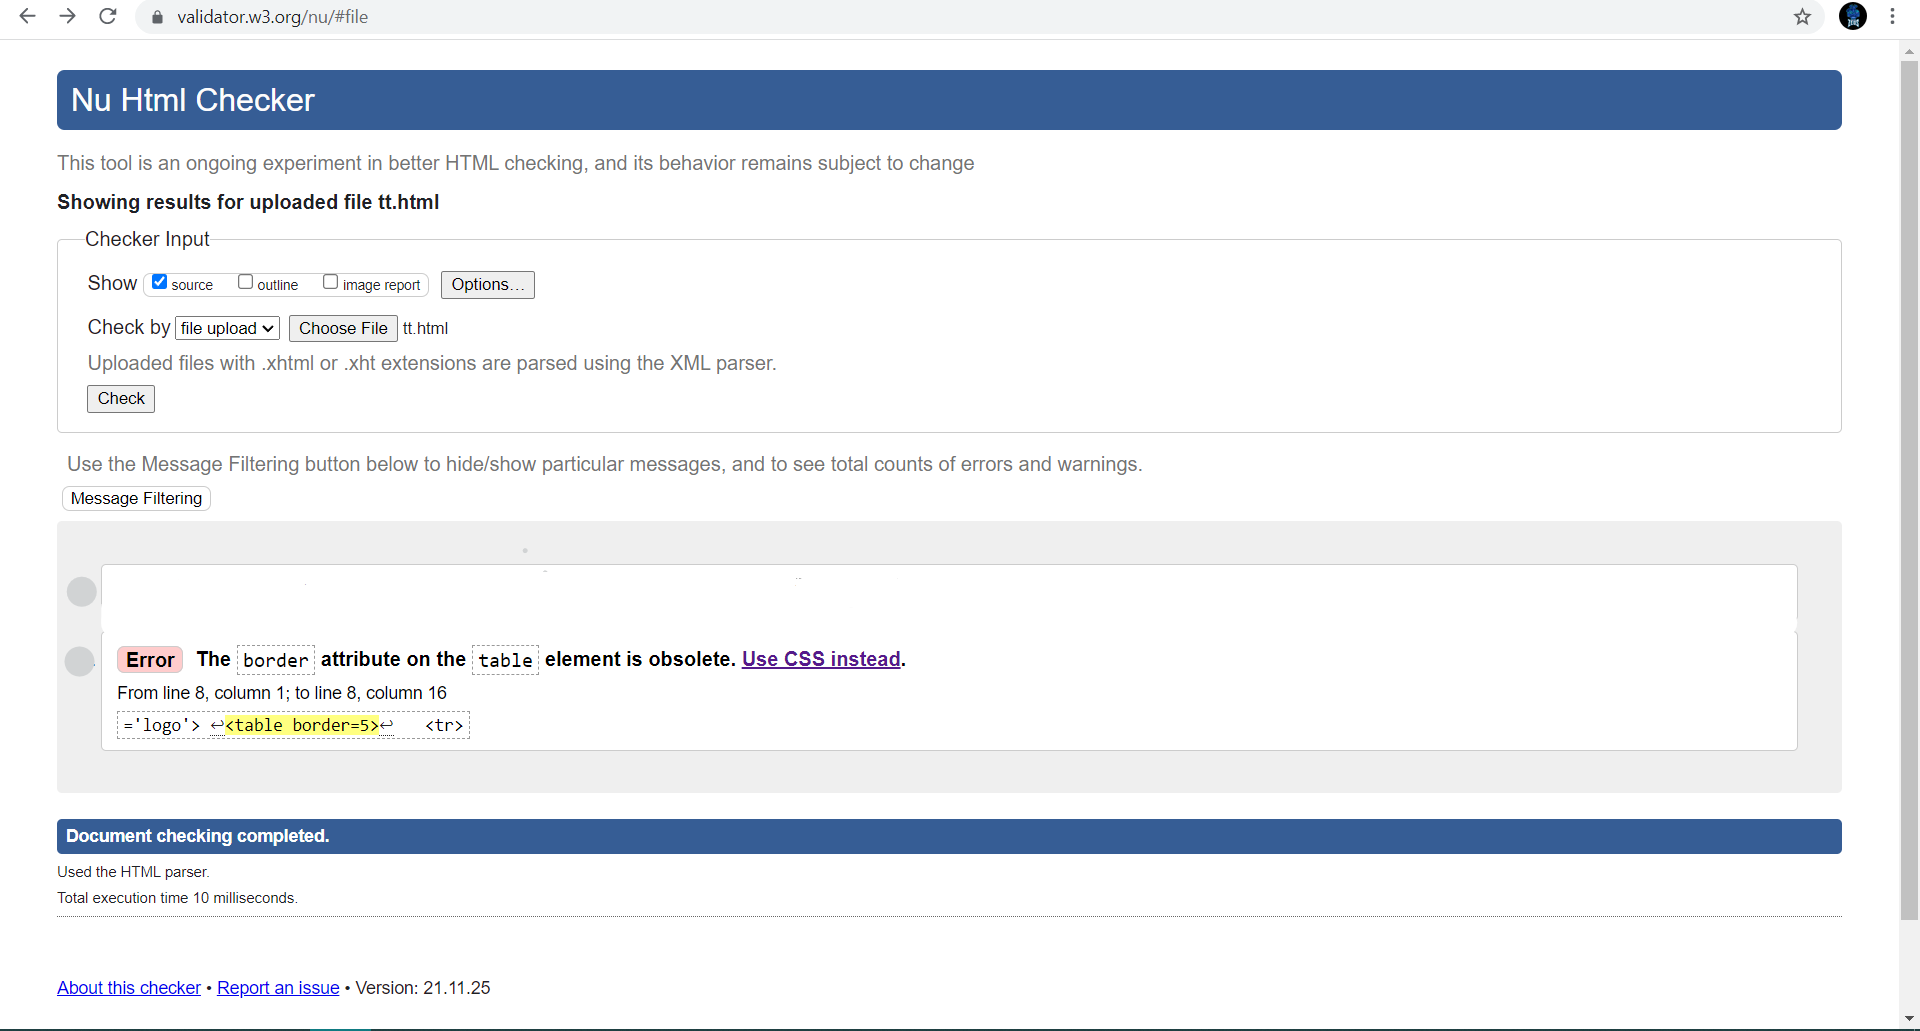 validator.w3.org/nu/#file
Nu Html Checker
This tool is an ongoing experiment in better HTML checking, and its behavior remains subject to change
Showing results for uploaded file tt.html
Checker Input
Show source outline image report Options...
Check by file upload Choose File tt.html
Uploaded files with .xhtml or .xht extensions are parsed using the XML parser.
Check
Use the Message Filtering button below to hide/show particular messages, and to see total counts of errors and warnings.
Message Filtering
Error The border attribute on the table element is obsolete. Use CSS instead.
From line 8, column 1; to line 8, column 16
='logo'> ↩<table border=5>↩ <tr>
Document checking completed.
Used the HTML parser.
Total execution time 10 milliseconds.
About this checker • Report an issue • Version: 21.11.25